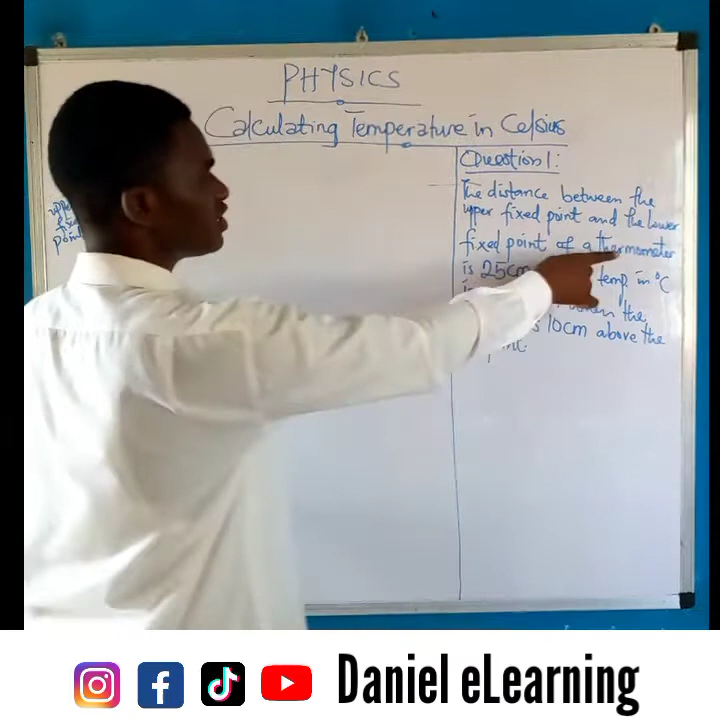 PHYSICS
Calculating Temperature in Celsius
Question 1:
The distance between the
upper fixed point and the lower
fixed point of a thermometer
is 25cm temp in °C
when the
10cm above the
Daniel eLearning